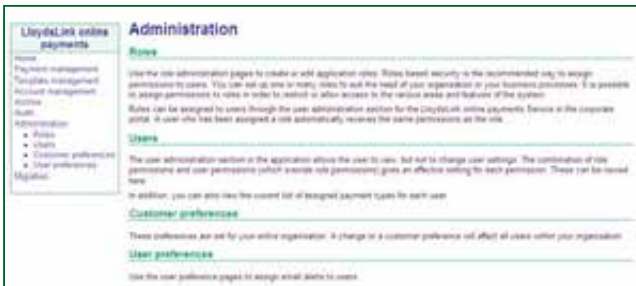 LloydsLink online
payments
Home
Payment management
Template management
Account management
Archive
Audit
Administration
Roles
Users
Customer preferences
User preferences
Migration
Administration
Roles
Use the role administration pages to create or edit application roles. Roles based security is the recommended way to assign
permissions to users. You can set up one or many roles to suit the need of your organisation in your business processes. It is possible
to assign permissions to roles in order to restrict or allow access to the various areas and features of the system.
Roles can be assigned to users through the user administration section for the LloydsLink online payments Service in the corporate
portal. A user who has been assigned a role automatically receives the same permissions as the role.
Users
The user administration section in the application allows the user to view, but not to change user settings. The combination of role
permissions and user permissions (which override role permissions) gives an effective setting for each permission. These can be viewed
here.
In addition, you can also view the current list of assigned payment types for each user.
Customer preferences
These preferences are set for your entire organisation. A change in a customer preference will affect all users within your organisation.
User preferences
Use the user preference pages to assign email alerts to users.